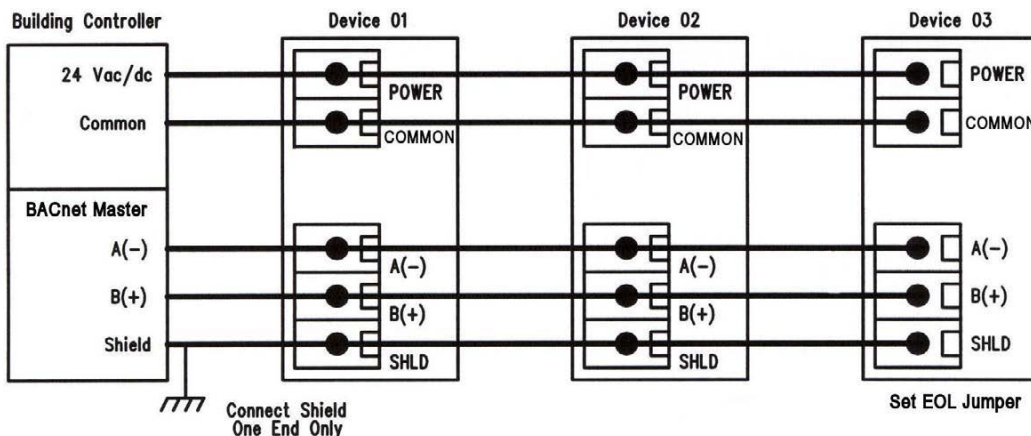 Building Controller
Device 01
Device 02
Device 03
24 Vac/dc
POWER
POWER
POWER
Common
COMMON
COMMON
COMMON
BACnet Master
A(-)
A(-)
A(-)
A(-)
B(+)
B(+)
B(+)
B(+)
Shield
SHLD
SHLD
SHLD
Connect Shield
One End Only
Set EOL Jumper